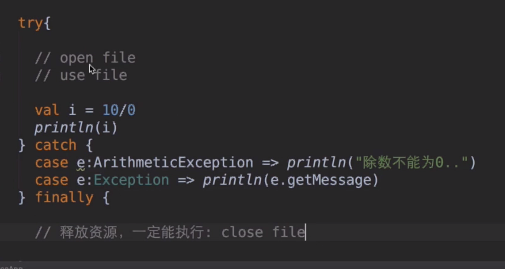 try{
// open file
// use file
val i = 10/0
println(i)
} catch {
case e:ArithmeticException => println("除数不能为0..")
case e:Exception => println(e.getMessage)
} finally {
// 释放资源，一定能执行: close file